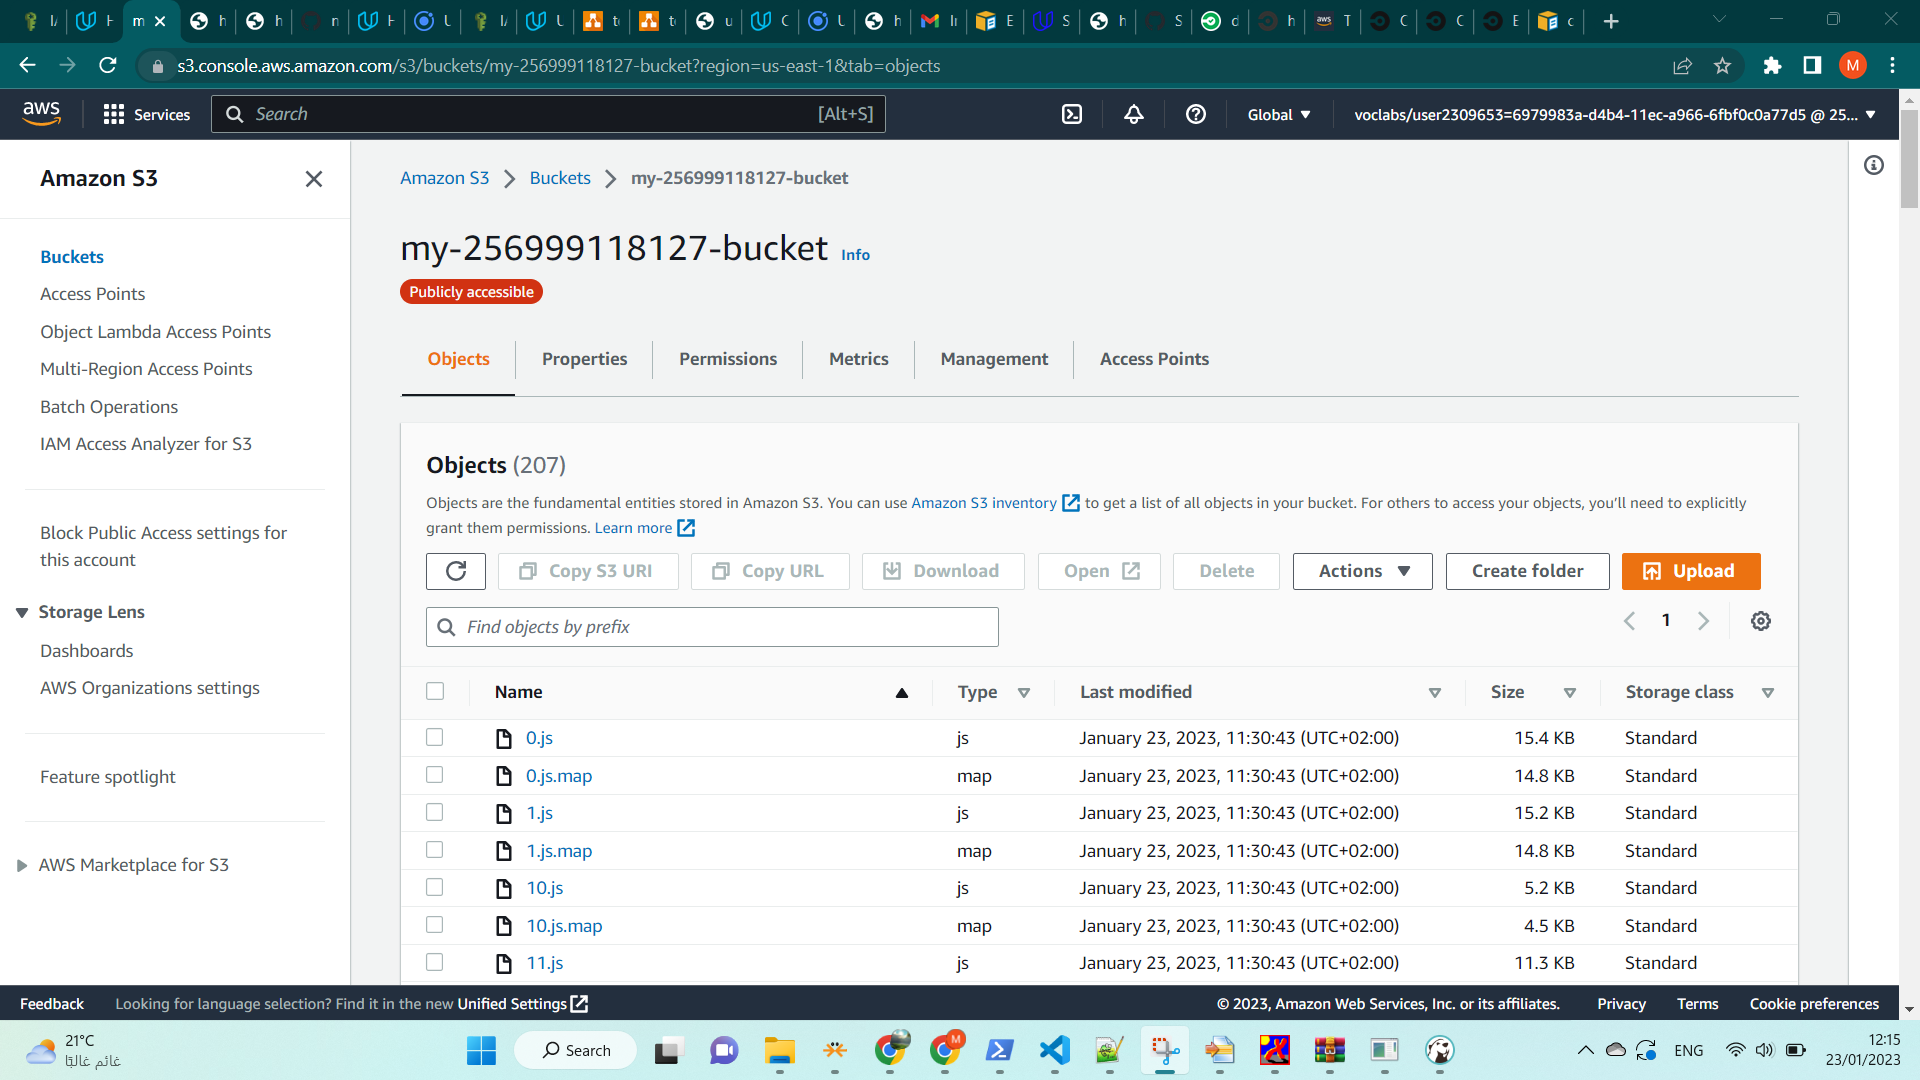 s3.console.aws.amazon.com/s3/buckets/my-256999118127-bucket?region=us-east-1&tab=objects
M
aws
Services
Search
[Alt+S]
Global
voclabs/user2309653=6979983a-d4b4-11ec-a966-6fbf0c0a77d5 @ 25...
Amazon S3
Buckets
Access Points
Object Lambda Access Points
Multi-Region Access Points
Batch Operations
IAM Access Analyzer for S3
Block Public Access settings for
this account
Storage Lens
Dashboards
AWS Organizations settings
Feature spotlight
AWS Marketplace for S3
Amazon S3 > Buckets > my-256999118127-bucket
my-256999118127-bucket Info
Publicly accessible
Objects Properties Permissions Metrics Management Access Points
Objects (207)
Objects are the fundamental entities stored in Amazon S3. You can use Amazon S3 inventory to get a list of all objects in your bucket. For others to access your objects, you'll need to explicitly
grant them permissions. Learn more
Copy S3 URI Copy URL Download Open Delete Actions Create folder Upload
Find objects by prefix
1
Name Type Last modified Size Storage class
0.js js January 23, 2023, 11:30:43 (UTC+02:00) 15.4 KB Standard
0.js.map map January 23, 2023, 11:30:43 (UTC+02:00) 14.8 KB Standard
1.js js January 23, 2023, 11:30:43 (UTC+02:00) 15.2 KB Standard
1.js.map map January 23, 2023, 11:30:43 (UTC+02:00) 14.8 KB Standard
10.js js January 23, 2023, 11:30:43 (UTC+02:00) 5.2 KB Standard
10.js.map map January 23, 2023, 11:30:43 (UTC+02:00) 4.5 KB Standard
11.js js January 23, 2023, 11:30:43 (UTC+02:00) 11.3 KB Standard
Feedback Looking for language selection? Find it in the new Unified Settings © 2023, Amazon Web Services, Inc. or its affiliates. Privacy Terms Cookie preferences
21°C
غائم غالبًا
Search
ENG
12:15
23/01/2023